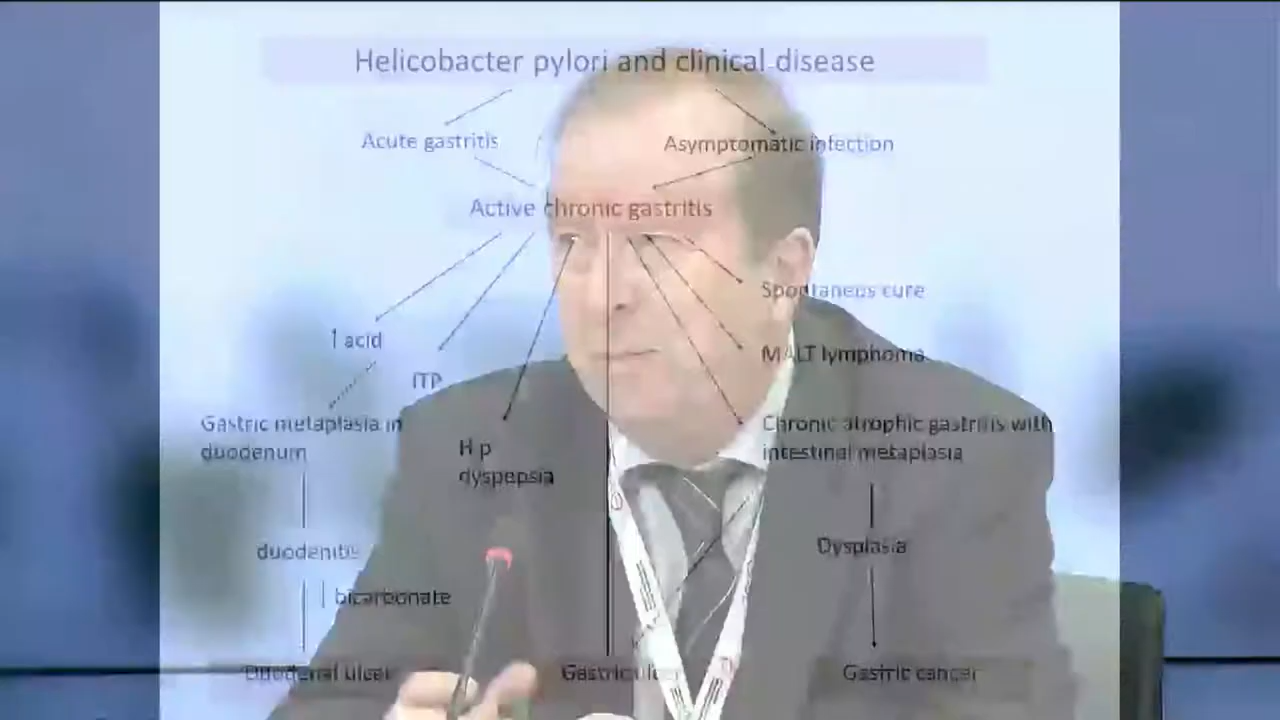 Helicobacter pylori and clinical disease
Acute gastritis
Asymptomatic infection
Active chronic gastritis
Spontaneus cure
↑ acid
MALT lymphoma
ITP
Gastric metaplasia in
duodenum
Chronic atrophic gastritis with
intestinal metaplasia
H p
dyspepsia
duodenitis
Dysplasia
bicarbonate
Duodenal ulcer
Gastric ulcer
Gastric cancer